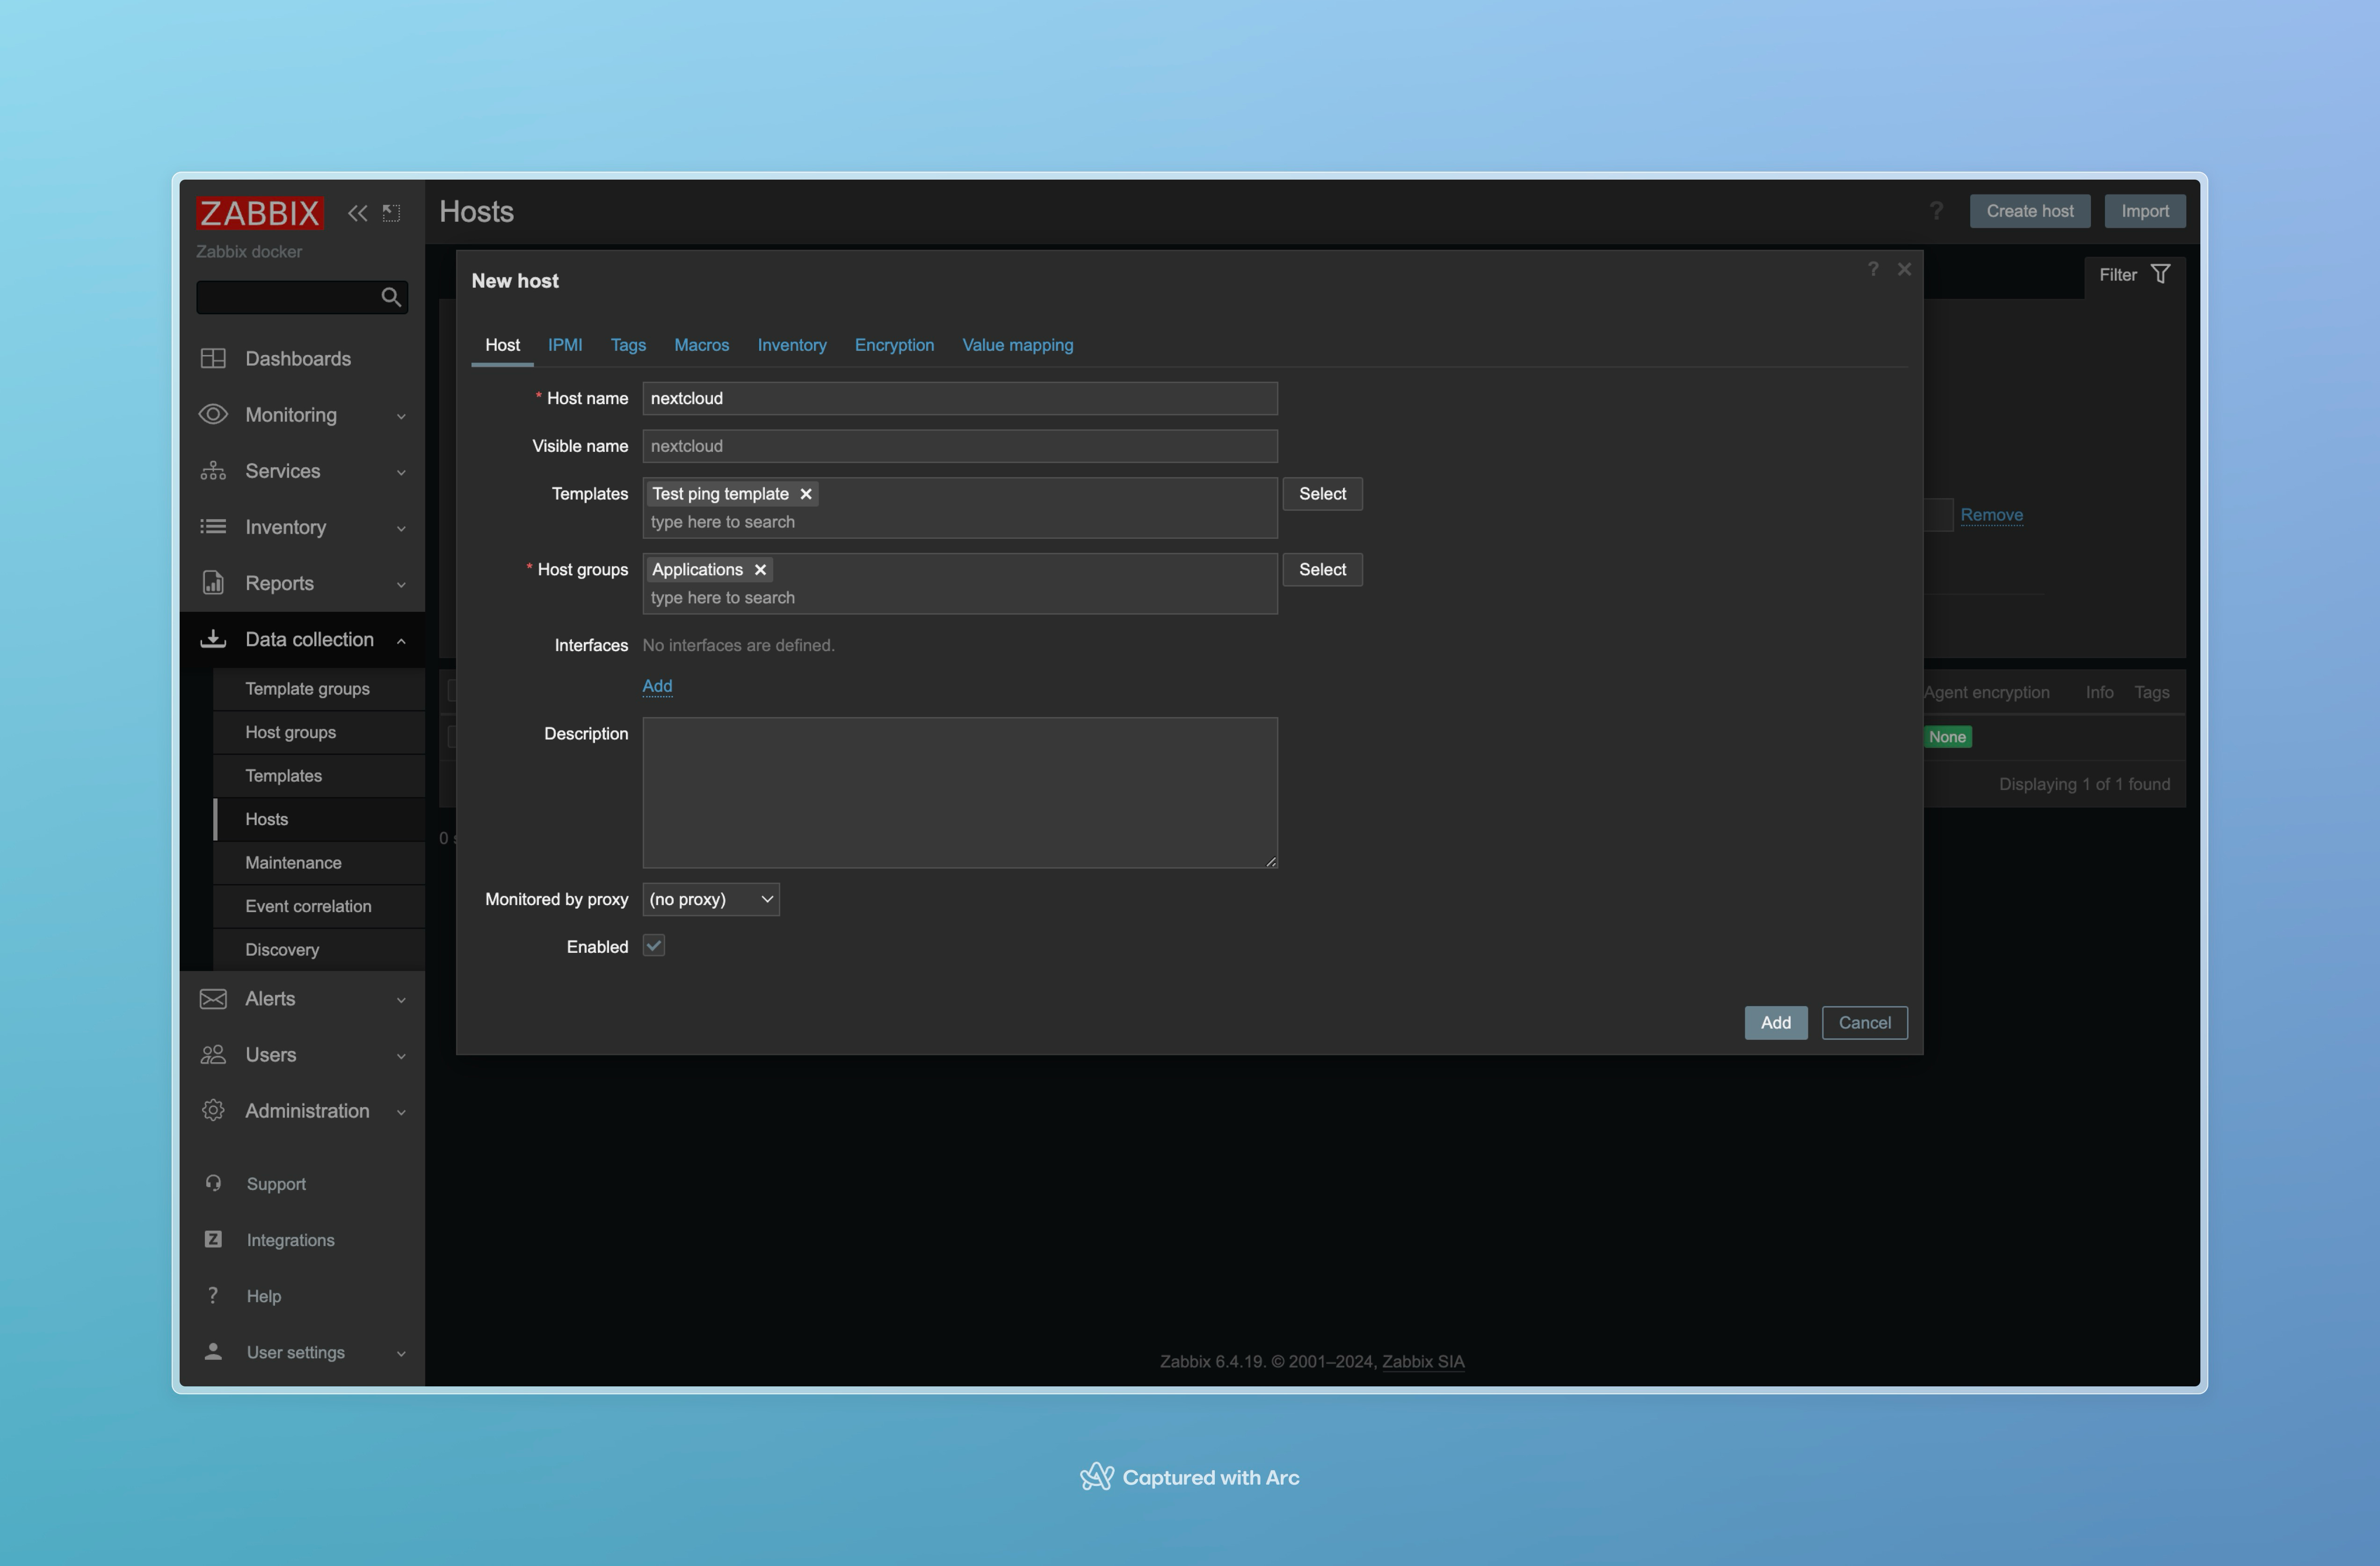 ZABBIX
Zabbix docker
Dashboards
Monitoring
Services
Inventory
Reports
Data collection
Template groups
Host groups
Templates
Hosts
Maintenance
Event correlation
Discovery
Alerts
Users
Administration
Support
Z Integrations
? Help
User settings
Hosts
? Create host Import
Filter
New host
?
Host IPMI Tags Macros Inventory Encryption Value mapping
* Host name nextcloud
Visible name nextcloud
Templates Test ping template Select
type here to search
* Host groups Applications Select
type here to search
Interfaces No interfaces are defined.
Add
Description
Monitored by proxy (no proxy)
Enabled
Add Cancel
Remove
Agent encryption Info Tags
None
Displaying 1 of 1 found
0
Zabbix 6.4.19. © 2001–2024, Zabbix SIA
Captured with Arc